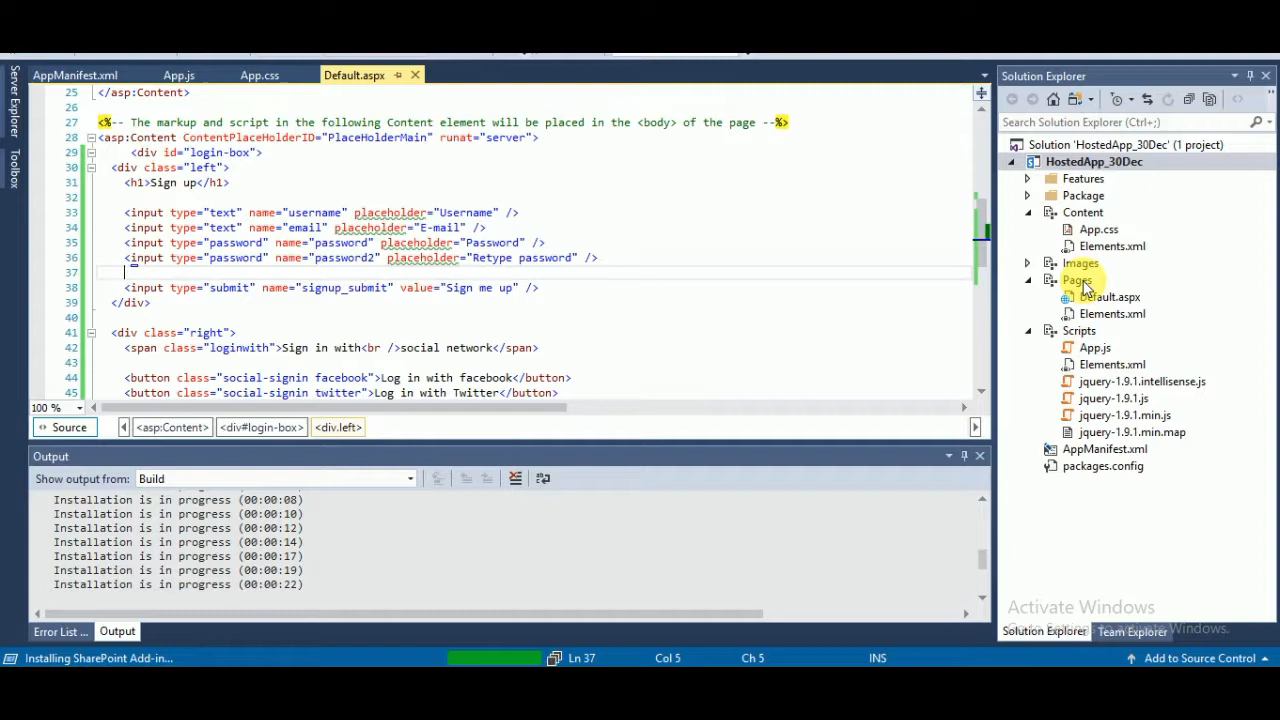 AppManifest.xml App.js App.css Default.aspx
Server Explorer
Toolbox
25 </asp:Content>
26
27 <%-- The markup and script in the following Content element will be placed in the <body> of the page --%>
28 <asp:Content ContentPlaceHolderID="PlaceHolderMain" runat="server">
29 <div id="login-box">
30 <div class="left">
31 <h1>Sign up</h1>
32
33 <input type="text" name="username" placeholder="Username" />
34 <input type="text" name="email" placeholder="E-mail" />
35 <input type="password" name="password" placeholder="Password" />
36 <input type="password" name="password2" placeholder="Retype password" />
37
38 <input type="submit" name="signup_submit" value="Sign me up" />
39 </div>
40
41 <div class="right">
42 <span class="loginwith">Sign in with<br />social network</span>
43
44 <button class="social-signin facebook">Log in with facebook</button>
45 <button class="social-signin twitter">Log in with Twitter</button>
100 %
Source <asp:Content> <div#login-box> <div.left>
Output
Show output from: Build
Installation is in progress (00:00:08)
Installation is in progress (00:00:10)
Installation is in progress (00:00:12)
Installation is in progress (00:00:14)
Installation is in progress (00:00:17)
Installation is in progress (00:00:19)
Installation is in progress (00:00:22)
Error List ... Output
Solution Explorer
Search Solution Explorer (Ctrl+;)
Solution 'HostedApp_30Dec' (1 project)
HostedApp_30Dec
Features
Package
Content
App.css
Elements.xml
Images
Pages
Default.aspx
Elements.xml
Scripts
App.js
Elements.xml
jquery-1.9.1.intellisense.js
jquery-1.9.1.js
jquery-1.9.1.min.js
jquery-1.9.1.min.map
AppManifest.xml
packages.config
Activate Windows
Go to Settings to activate Windows.
Solution Explorer Team Explorer
Installing SharePoint Add-in... Ln 37 Col 5 Ch 5 INS Add to Source Control